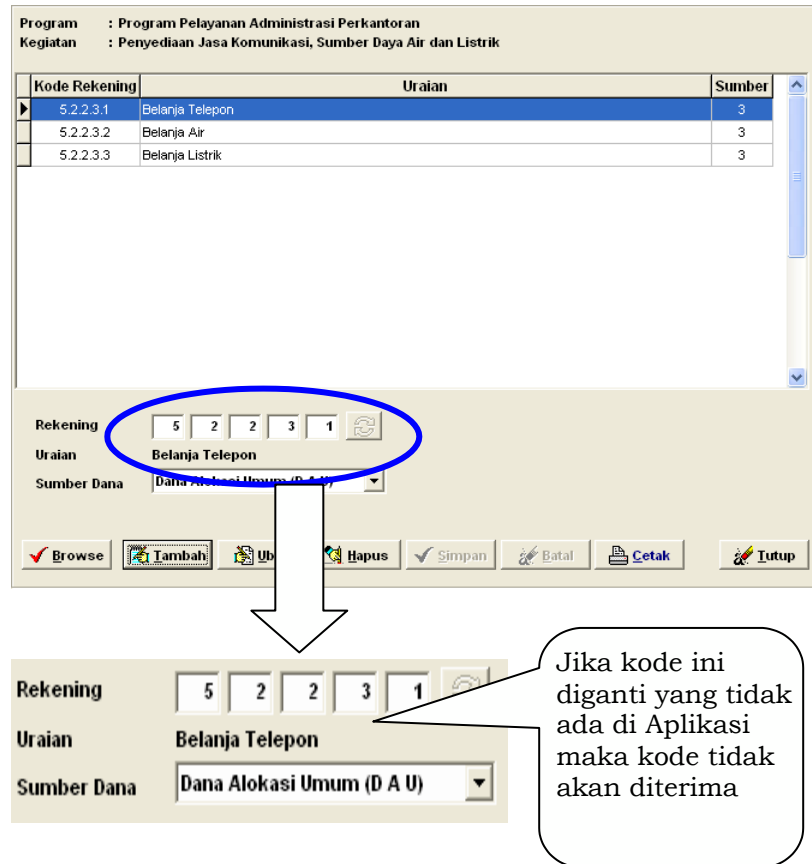 Program : Program Pelayanan Administrasi Perkantoran
Kegiatan : Penyediaan Jasa Komunikasi, Sumber Daya Air dan Listrik
Kode Rekening Uraian Sumber
5.2.2.3.1 Belanja Telepon 3
5.2.2.3.2 Belanja Air 3
5.2.2.3.3 Belanja Listrik 3
Rekening 5 2 2 3 1
Uraian Belanja Telepon
Sumber Dana Dana Alokasi Umum (D A U)
Browse Tambah Ub Hapus Simpan Batal Cetak Tutup
Rekening 5 2 2 3 1
Uraian Belanja Telepon
Sumber Dana Dana Alokasi Umum (D A U)
Jika kode ini
diganti yang tidak
ada di Aplikasi
maka kode tidak
akan diterima